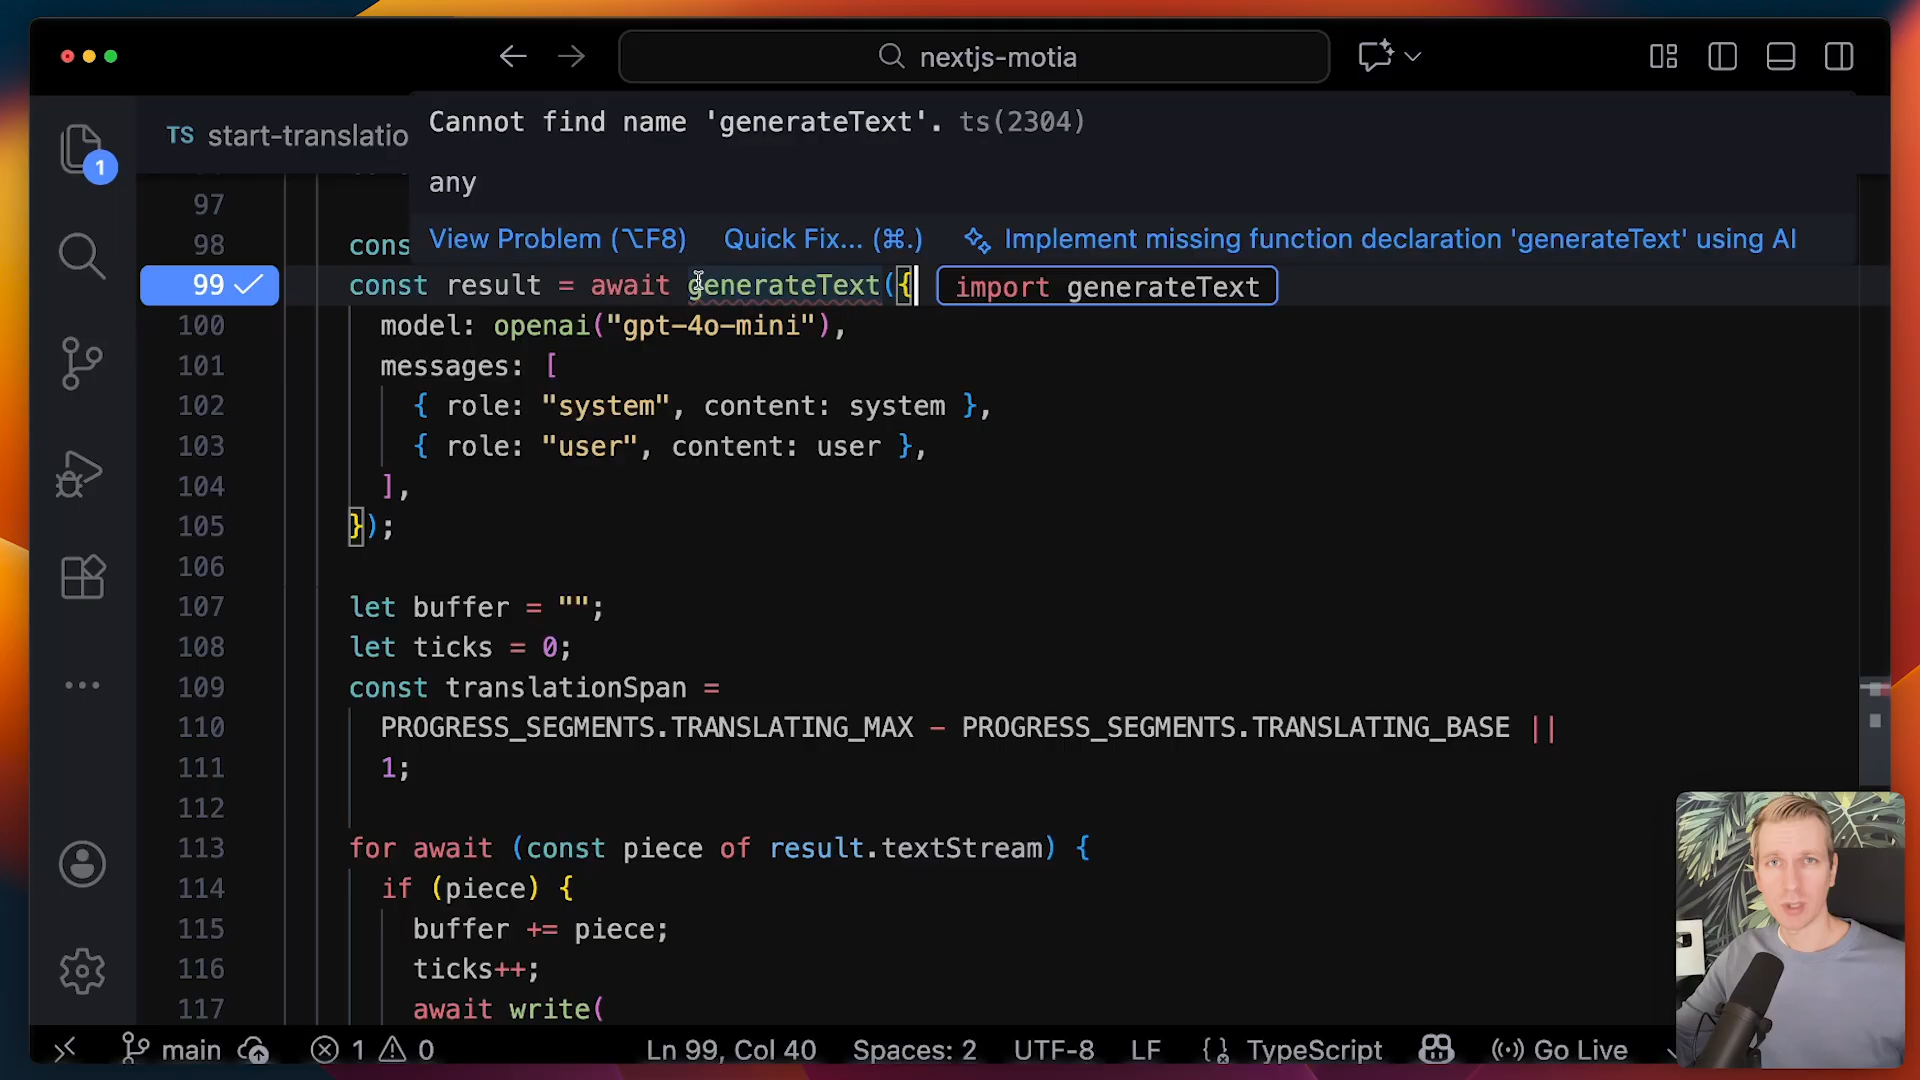 nextjs-motia
TS start-translatio
Cannot find name 'generateText'. ts(2304)
any
View Problem (⌥F8) Quick Fix... (⌘.) Implement missing function declaration 'generateText' using AI
1
97
98 cons
99 const result = await generateText({ import generateText
100 model: openai("gpt-4o-mini"),
101 messages: [
102 { role: "system", content: system },
103 { role: "user", content: user },
104 ],
105 });
106
107 let buffer = "";
108 let ticks = 0;
109 const translationSpan =
110 PROGRESS_SEGMENTS.TRANSLATING_MAX - PROGRESS_SEGMENTS.TRANSLATING_BASE ||
111 1;
112
113 for await (const piece of result.textStream) {
114 if (piece) {
115 buffer += piece;
116 ticks++;
117 await write(
main 1 0 Ln 99, Col 40 Spaces: 2 UTF-8 LF {} TypeScript Go Live